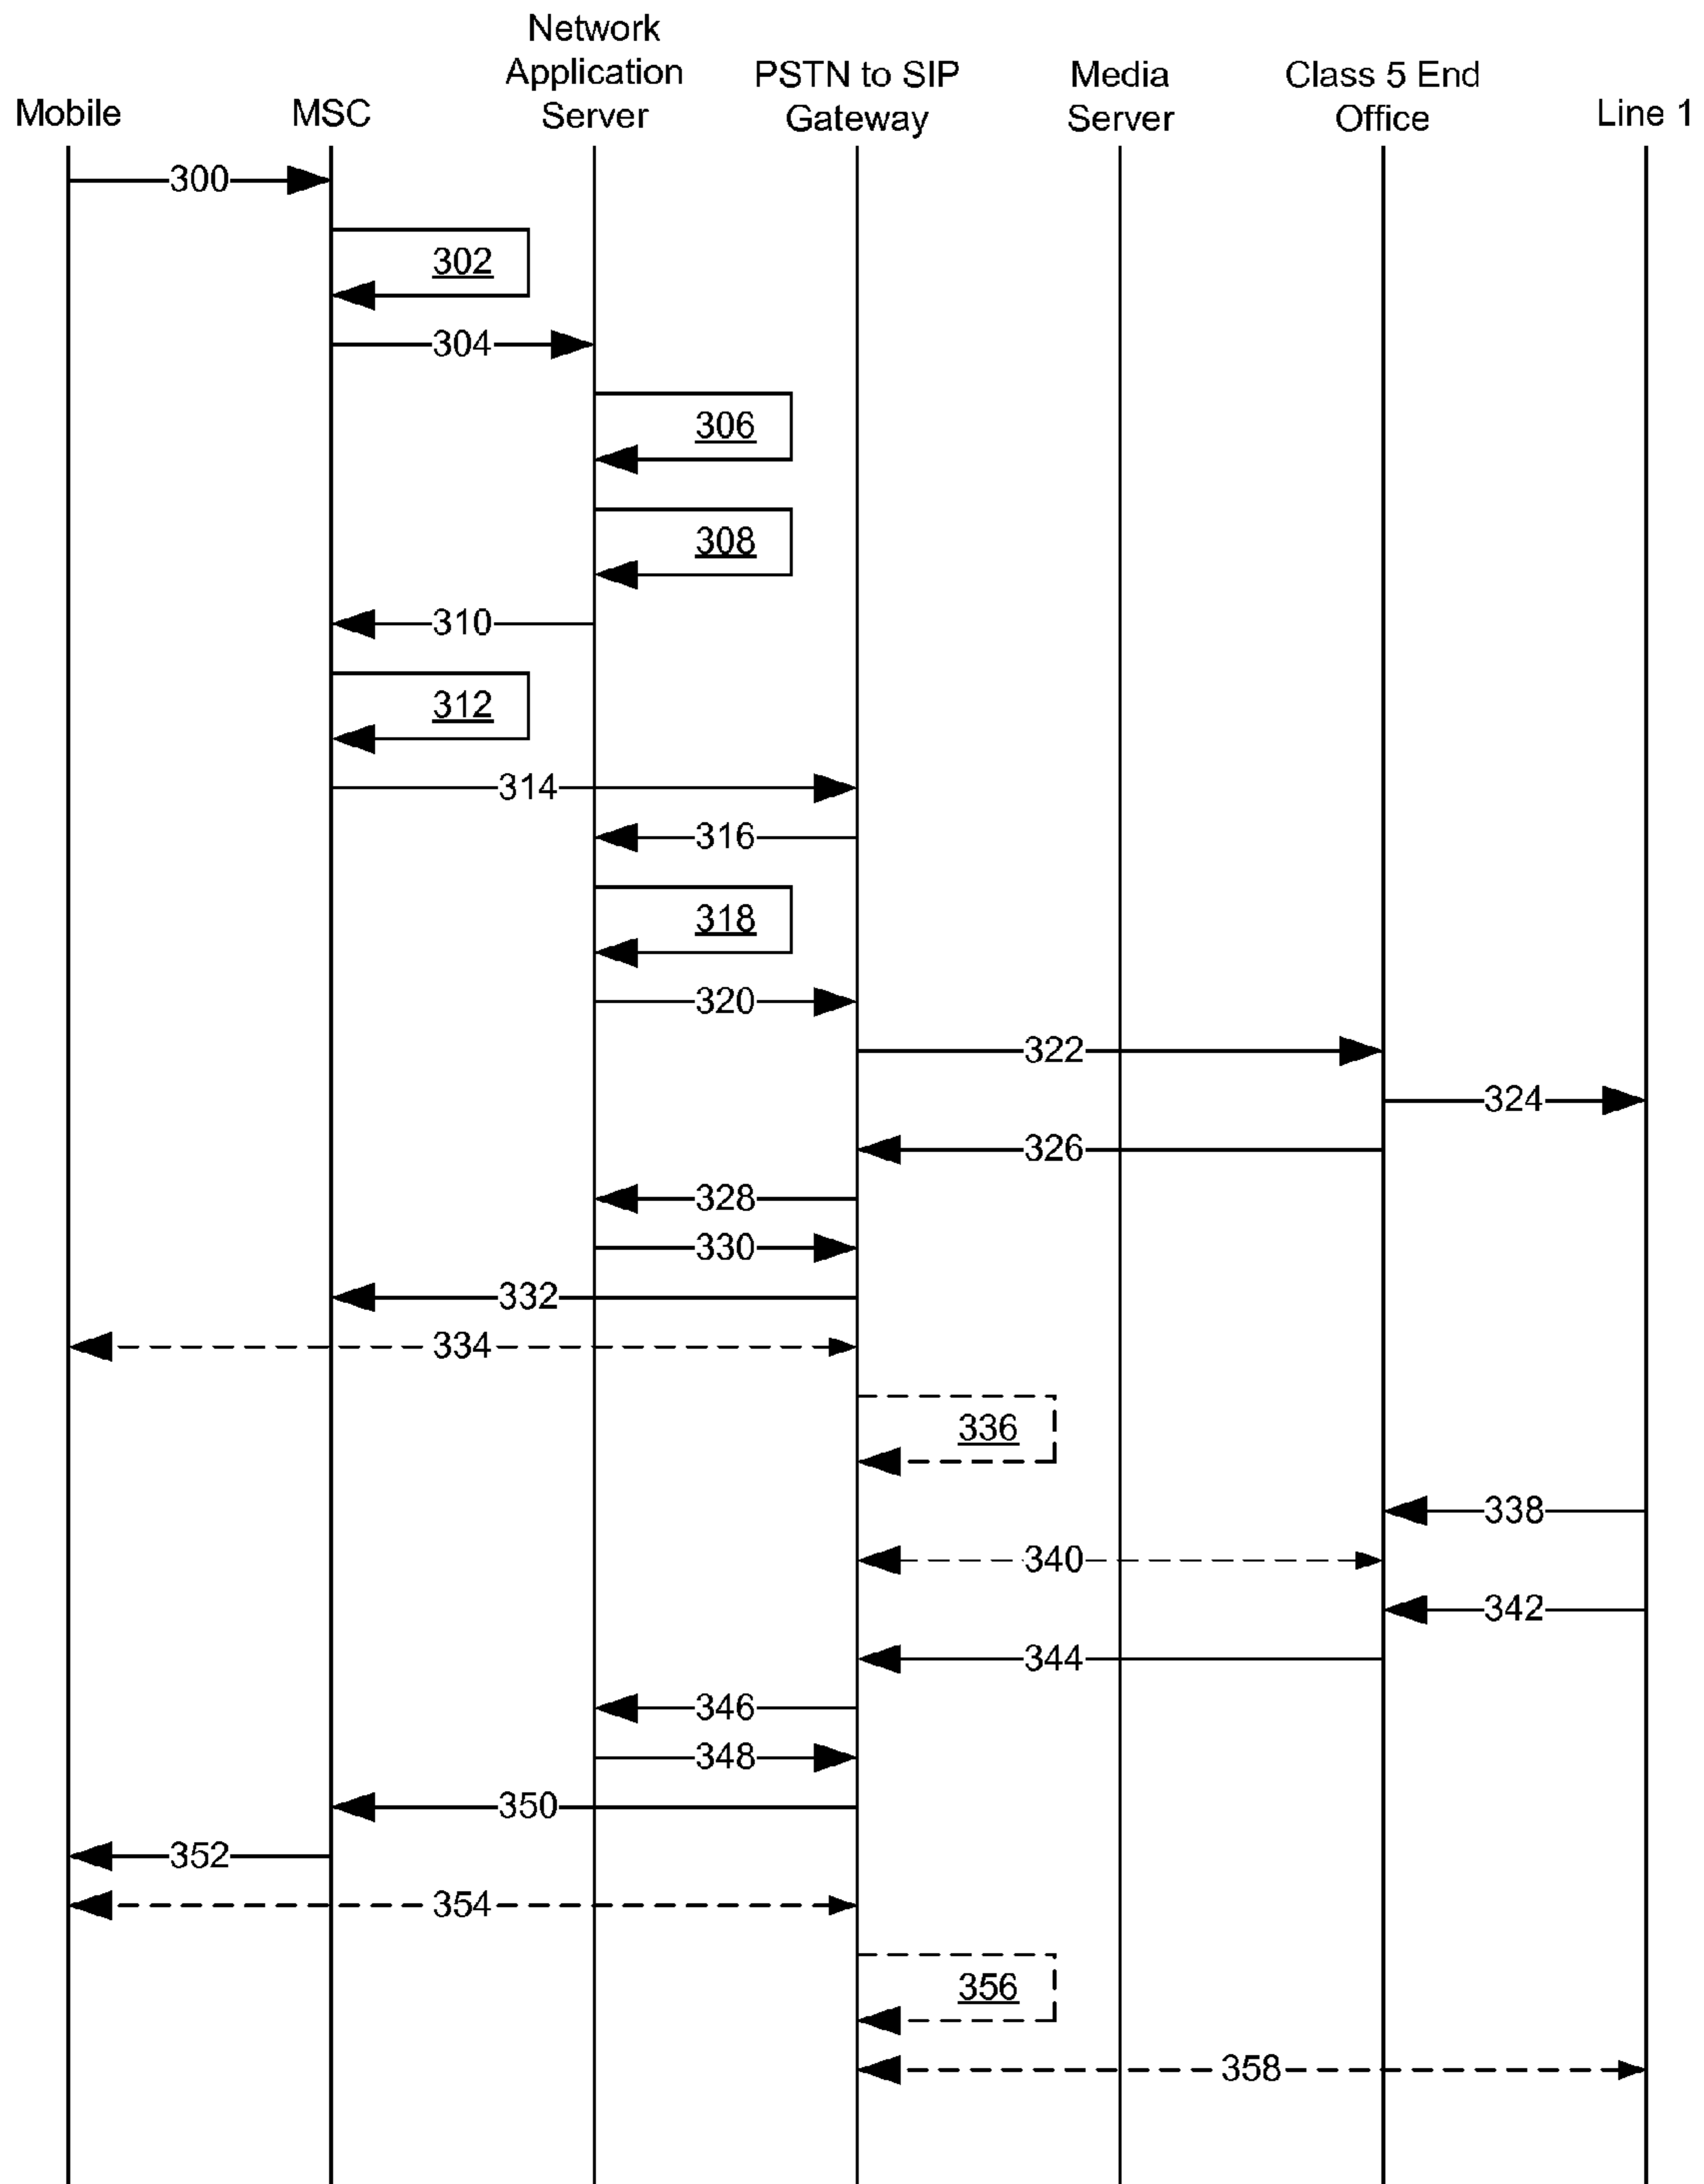 Mobile
MSC
Network
Application
Server
PSTN to SIP
Gateway
Media
Server
Class 5 End
Office
Line 1
300
302
304
306
308
310
312
314
316
318
320
322
324
326
328
330
332
334
336
338
340
342
344
346
348
350
352
354
356
358